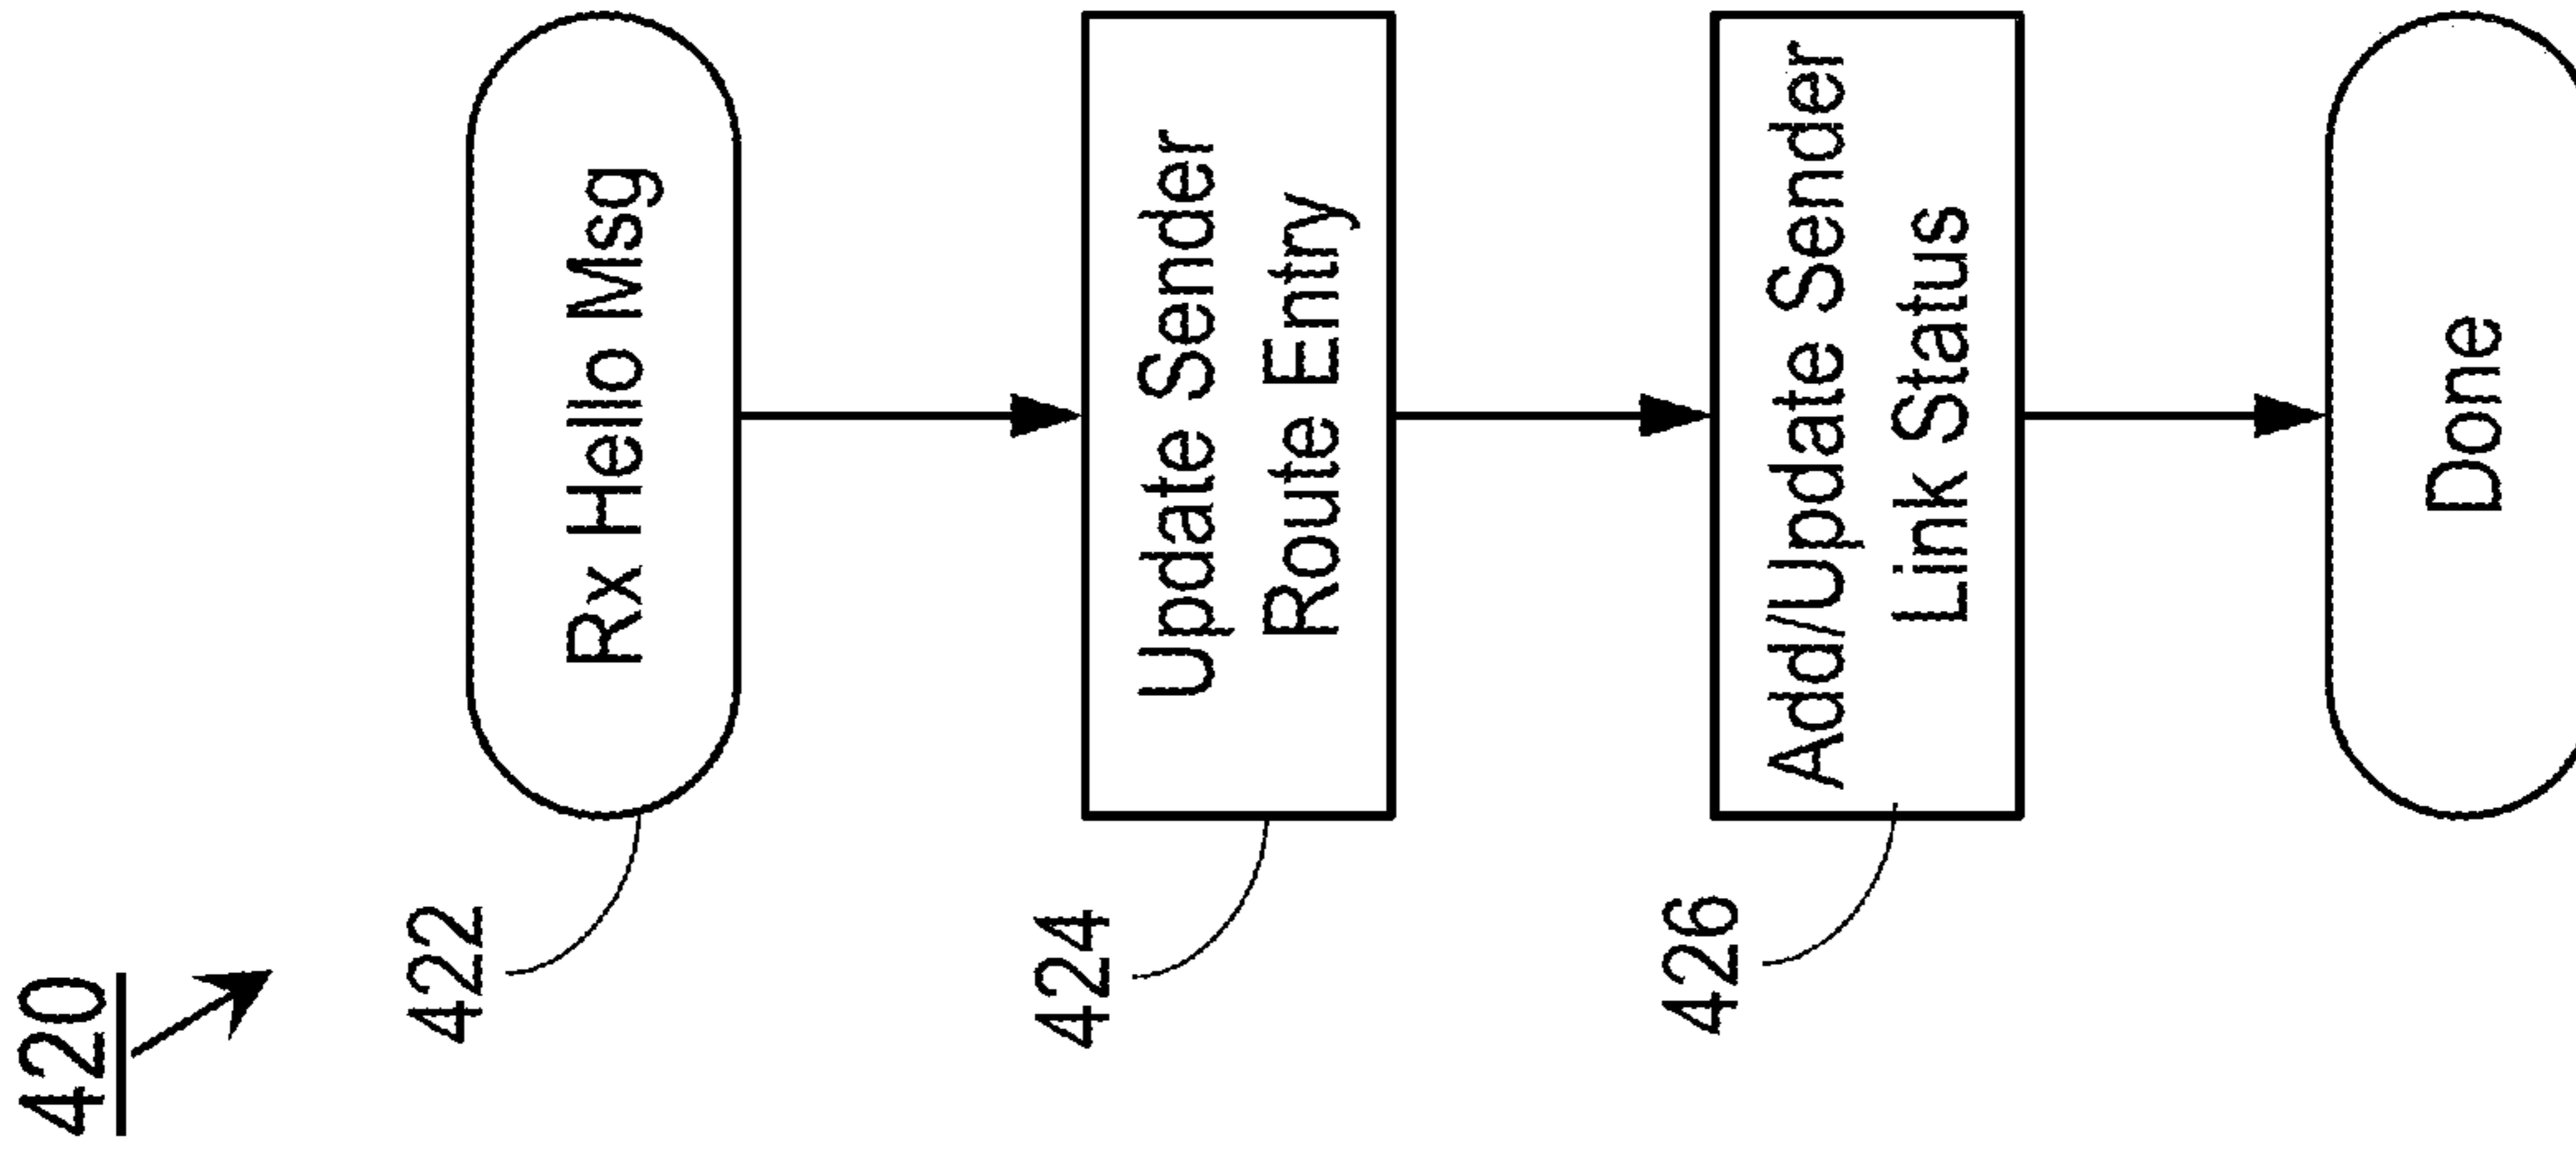 420
422
Rx Hello Msg
424
Update Sender
Route Entry
426
Add/Update Sender
Link Status
Done